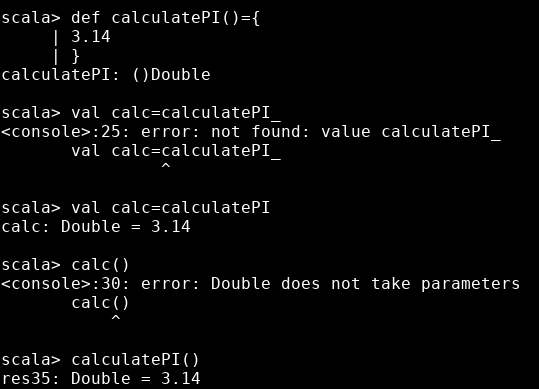 scala> def calculatePI()={
     | 3.14
     | }
calculatePI: ()Double
scala> val calc=calculatePI_
<console>:25: error: not found: value calculatePI_
       val calc=calculatePI_
                ^
scala> val calc=calculatePI
calc: Double = 3.14
scala> calc()
<console>:30: error: Double does not take parameters
       calc()
           ^
scala> calculatePI()
res35: Double = 3.14